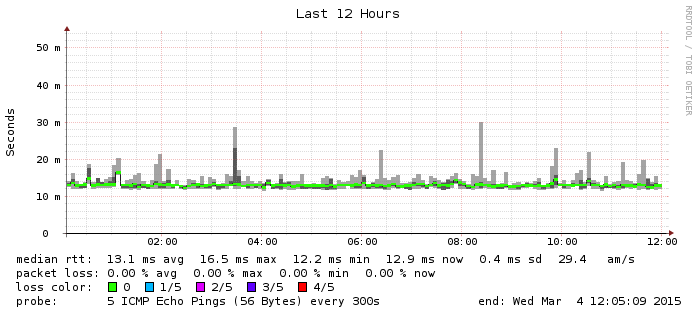 Last 12 Hours
RRDTOOL / TOBI OETIKER
Seconds
50 m
40 m
30 m
20 m
10 m
0
02:00 04:00 06:00 08:00 10:00 12:00
median rtt: 13.1 ms avg 16.5 ms max 12.2 ms min 12.9 ms now 0.4 ms sd 29.4 am/s
packet loss: 0.00 % avg 0.00 % max 0.00 % min 0.00 % now
loss color: 0 1/5 2/5 3/5 4/5
probe: 5 ICMP Echo Pings (56 Bytes) every 300s end: Wed Mar 4 12:05:09 2015